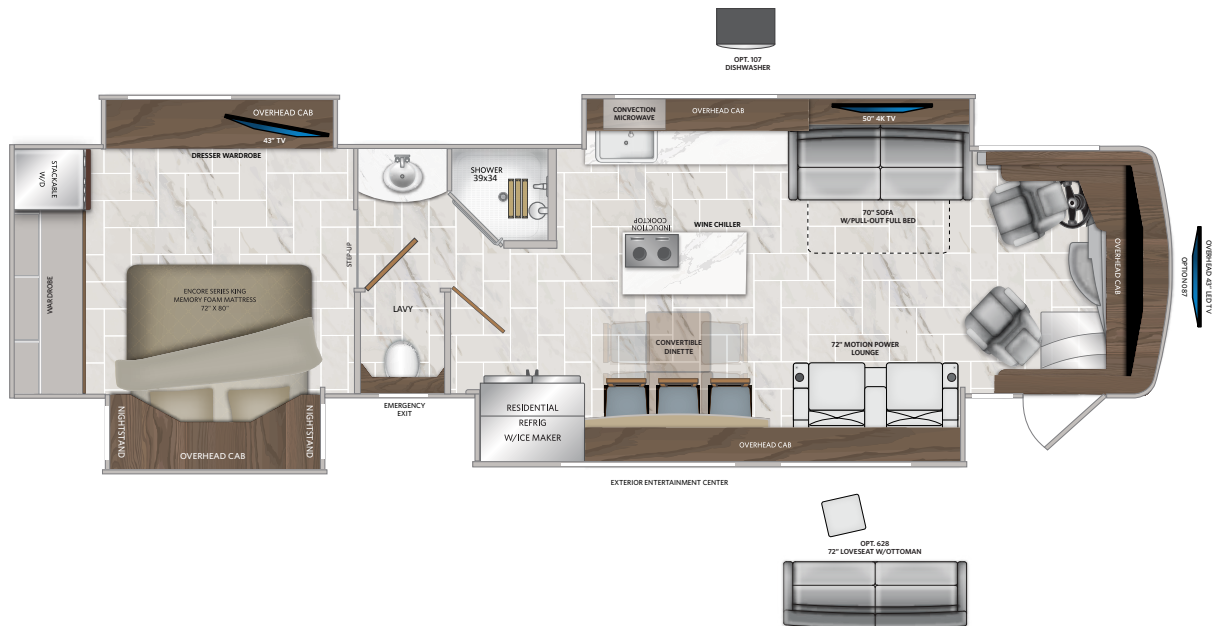 OPT. 107
DISHWASHER
OVERHEAD CAB
43" TV
DRESSER WARDROBE
CONVECTION
MICROWAVE
OVERHEAD CAB
50" 4K TV
STACKABLE
W/D
SHOWER
39x34
70" SOFA
W/PULL-OUT FULL BED
INDUCTION
COOKTOP
WINE CHILLER
STEP-UP
WARDROBE
ENCORE SERIES KING
MEMORY FOAM MATTRESS
72" X 80"
LAVY
CONVERTIBLE
DINETTE
72" MOTION POWER
LOUNGE
OVERHEAD CAB
OVERHEAD 43" LED TV
OPTION 087
NIGHTSTAND
NIGHTSTAND
OVERHEAD CAB
EMERGENCY
EXIT
RESIDENTIAL
REFRIG
W/ICE MAKER
OVERHEAD CAB
EXTERIOR ENTERTAINMENT CENTER
OPT. 628
72" LOVESEAT W/OTTOMAN